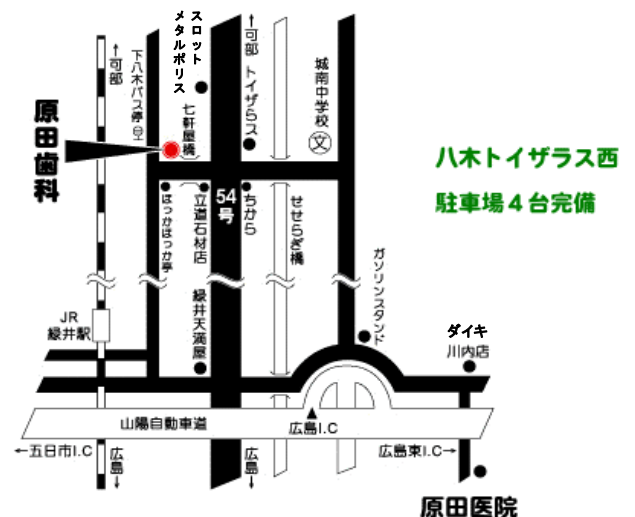 ↑可部
下八木バス停
スロット
メタルポリス
↑可部
トイザらス
城南中学校
文
七軒屋橋
原田歯科
八木トイザラス西
駐車場４台完備
ほっかほっか亭
立道石材店
54号
ちから
せせらぎ橋
ガソリンスタンド
緑井天満屋
JR
緑井駅
ダイキ
川内店
山陽自動車道
広島I.C
←五日市I.C
広島↓
広島↓
広島東I.C→
原田医院